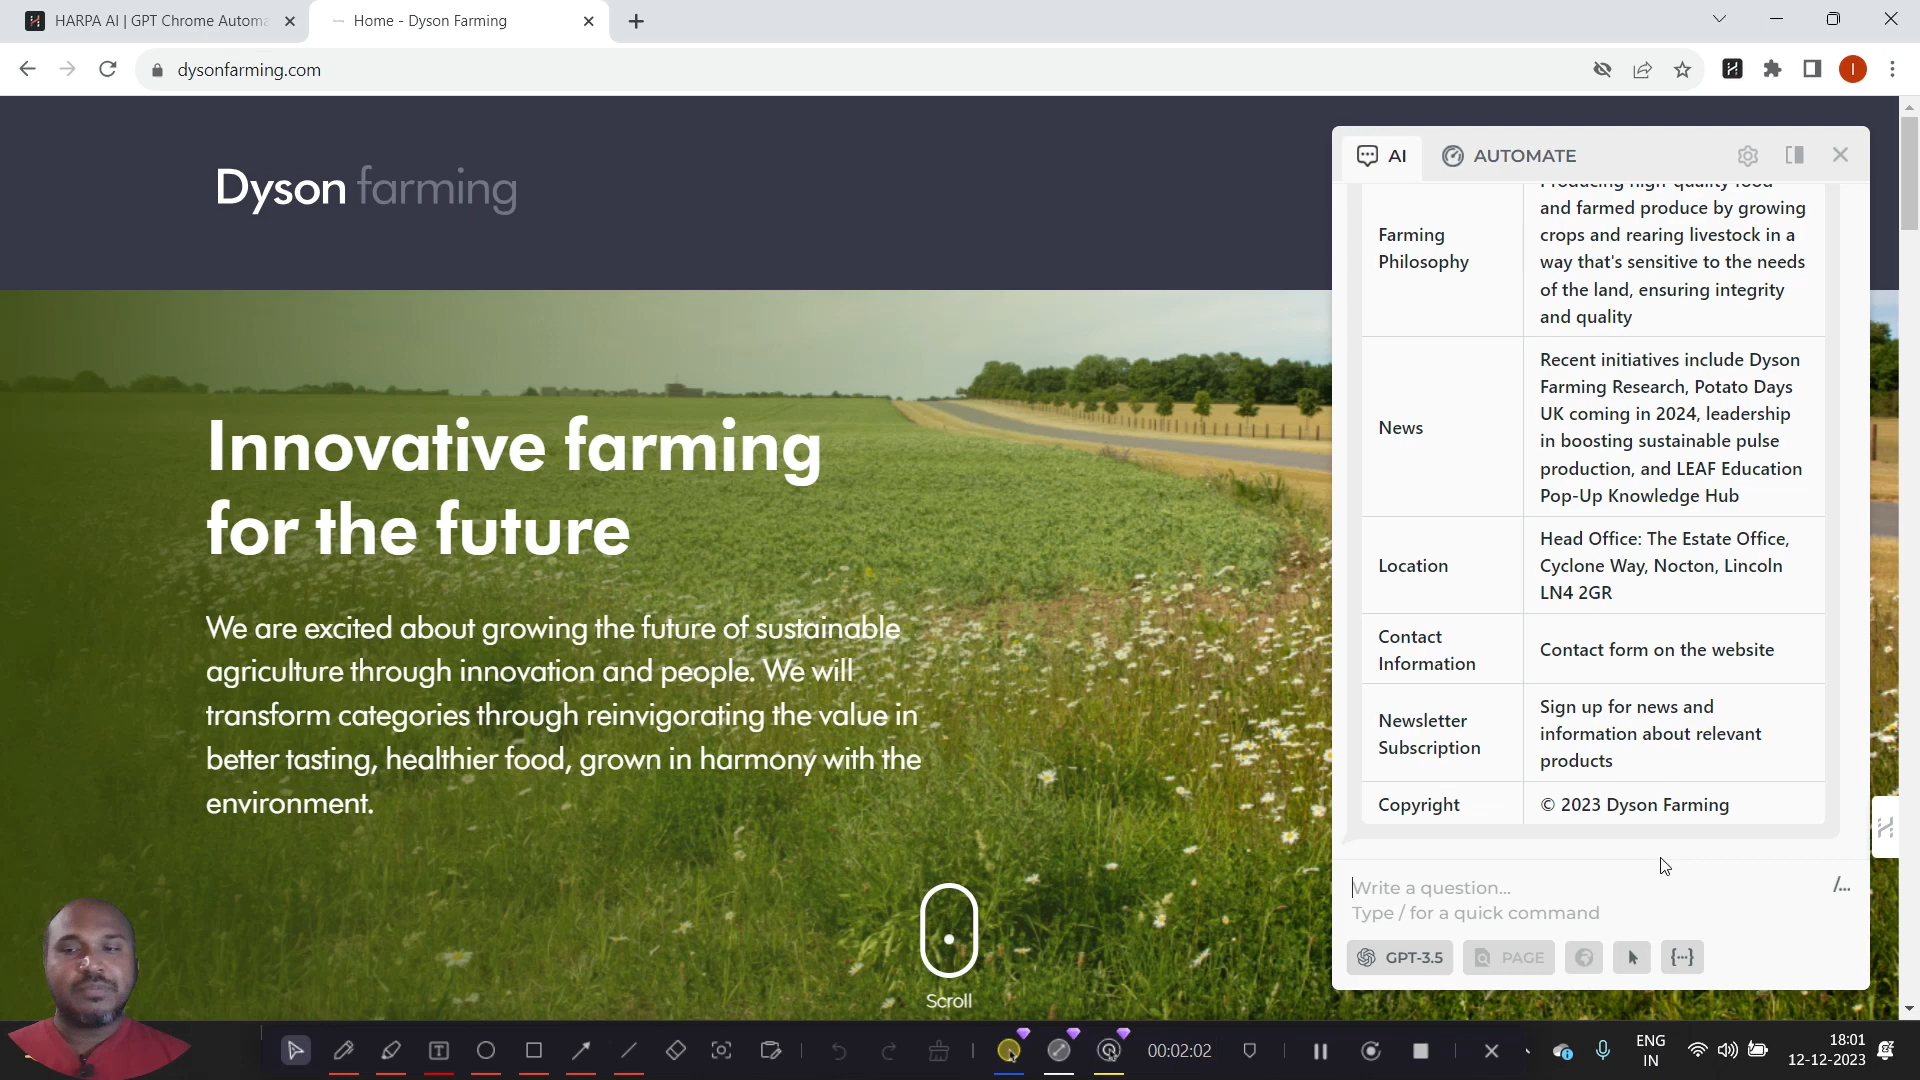 HARPA AI | GPT Chrome Automa
Home - Dyson Farming
dysonfarming.com
I
Dyson farming
Innovative farming
for the future
We are excited about growing the future of sustainable
agriculture through innovation and people. We will
transform categories through reinvigorating the value in
better tasting, healthier food, grown in harmony with the
environment.
Scroll
AI
AUTOMATE
Farming
Philosophy
Producing high-quality food
and farmed produce by growing
crops and rearing livestock in a
way that's sensitive to the needs
of the land, ensuring integrity
and quality
News
Recent initiatives include Dyson
Farming Research, Potato Days
UK coming in 2024, leadership
in boosting sustainable pulse
production, and LEAF Education
Pop-Up Knowledge Hub
Location
Head Office: The Estate Office,
Cyclone Way, Nocton, Lincoln
LN4 2GR
Contact
Information
Contact form on the website
Newsletter
Subscription
Sign up for news and
information about relevant
products
Copyright
© 2023 Dyson Farming
Write a question...
/...
Type / for a quick command
GPT-3.5
PAGE
{···}
00:02:02
ENG
IN
18:01
12-12-2023